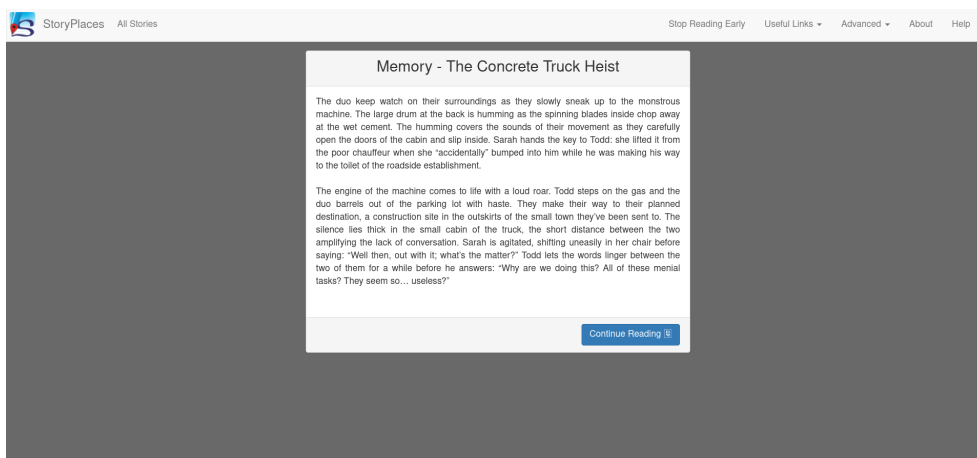 StoryPlaces All Stories Stop Reading Early Useful Links Advanced About Help
Memory - The Concrete Truck Heist
The duo keep watch on their surroundings as they slowly sneak up to the monstrous
machine. The large drum at the back is humming as the spinning blades inside chop away
at the wet cement. The humming covers the sounds of their movement as they carefully
open the doors of the cabin and slip inside. Sarah hands the key to Todd: she lifted it from
the poor chauffeur when she “accidentally” bumped into him while he was making his way
to the toilet of the roadside establishment.
The engine of the machine comes to life with a loud roar. Todd steps on the gas and the
duo barrels out of the parking lot with haste. They make their way to their planned
destination, a construction site in the outskirts of the small town they’ve been sent to. The
silence lies thick in the small cabin of the truck, the short distance between the two
amplifying the lack of conversation. Sarah is agitated, shifting uneasily in her chair before
saying: “Well then, out with it; what’s the matter?” Todd lets the words linger between the
two of them for a while before he answers: “Why are we doing this? All of these menial
tasks? They seem so… useless?”
Continue Reading